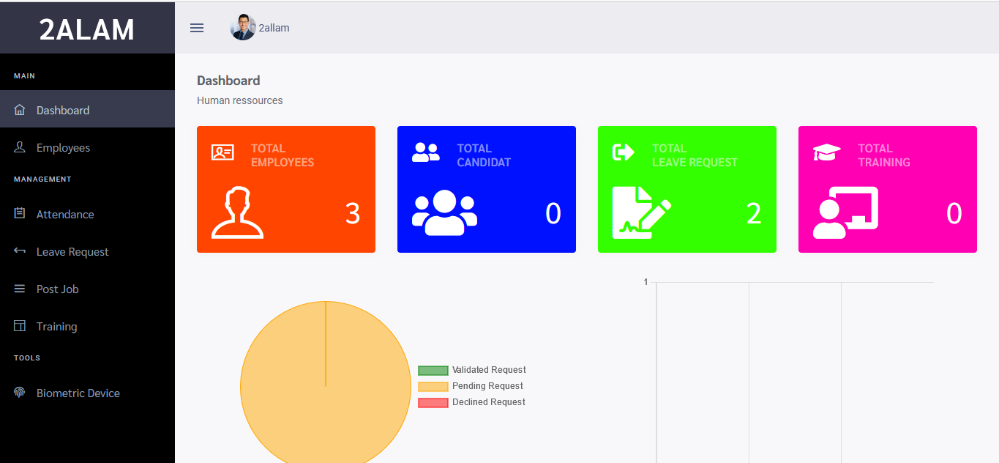 2ALAM
2allam
MAIN
Dashboard
Employees
MANAGEMENT
Attendance
Leave Request
Post Job
Training
TOOLS
Biometric Device
Dashboard
Human ressources
TOTAL
EMPLOYEES
3
TOTAL
CANDIDAT
0
TOTAL
LEAVE REQUEST
2
TOTAL
TRAINING
0
Validated Request
Pending Request
Declined Request
1